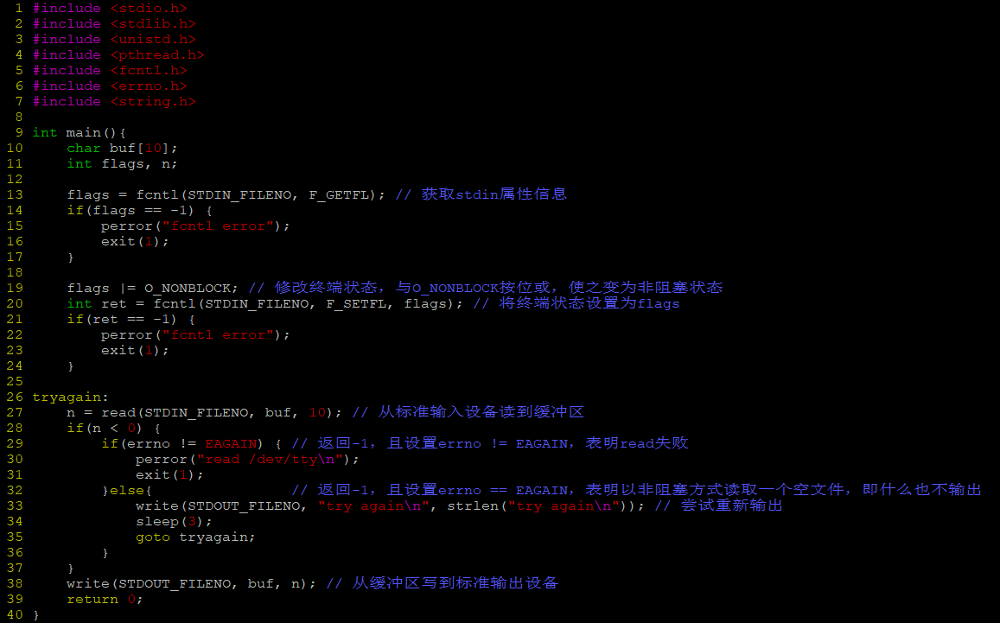 1 #include <stdio.h>
2 #include <stdlib.h>
3 #include <unistd.h>
4 #include <pthread.h>
5 #include <fcntl.h>
6 #include <errno.h>
7 #include <string.h>
8
9 int main(){
10     char buf[10];
11     int flags, n;
12
13     flags = fcntl(STDIN_FILENO, F_GETFL); // 获取stdin属性信息
14     if(flags == -1) {
15         perror("fcntl error");
16         exit(1);
17     }
18
19     flags |= O_NONBLOCK; // 修改终端状态，与O_NONBLOCK按位或，使之变为非阻塞状态
20     int ret = fcntl(STDIN_FILENO, F_SETFL, flags); // 将终端状态设置为flags
21     if(ret == -1) {
22         perror("fcntl error");
23         exit(1);
24     }
25
26 tryagain:
27     n = read(STDIN_FILENO, buf, 10); // 从标准输入设备读到缓冲区
28     if(n < 0) {
29         if(errno != EAGAIN) { // 返回-1，且设置errno != EAGAIN，表明read失败
30             perror("read /dev/tty\n");
31             exit(1);
32         }else{                // 返回-1，且设置errno == EAGAIN，表明以非阻塞方式读取一个空文件，即什么也不输出
33             write(STDOUT_FILENO, "try again\n", strlen("try again\n")); // 尝试重新输出
34             sleep(3);
35             goto tryagain;
36         }
37     }
38     write(STDOUT_FILENO, buf, n); // 从缓冲区写到标准输出设备
39     return 0;
40 }